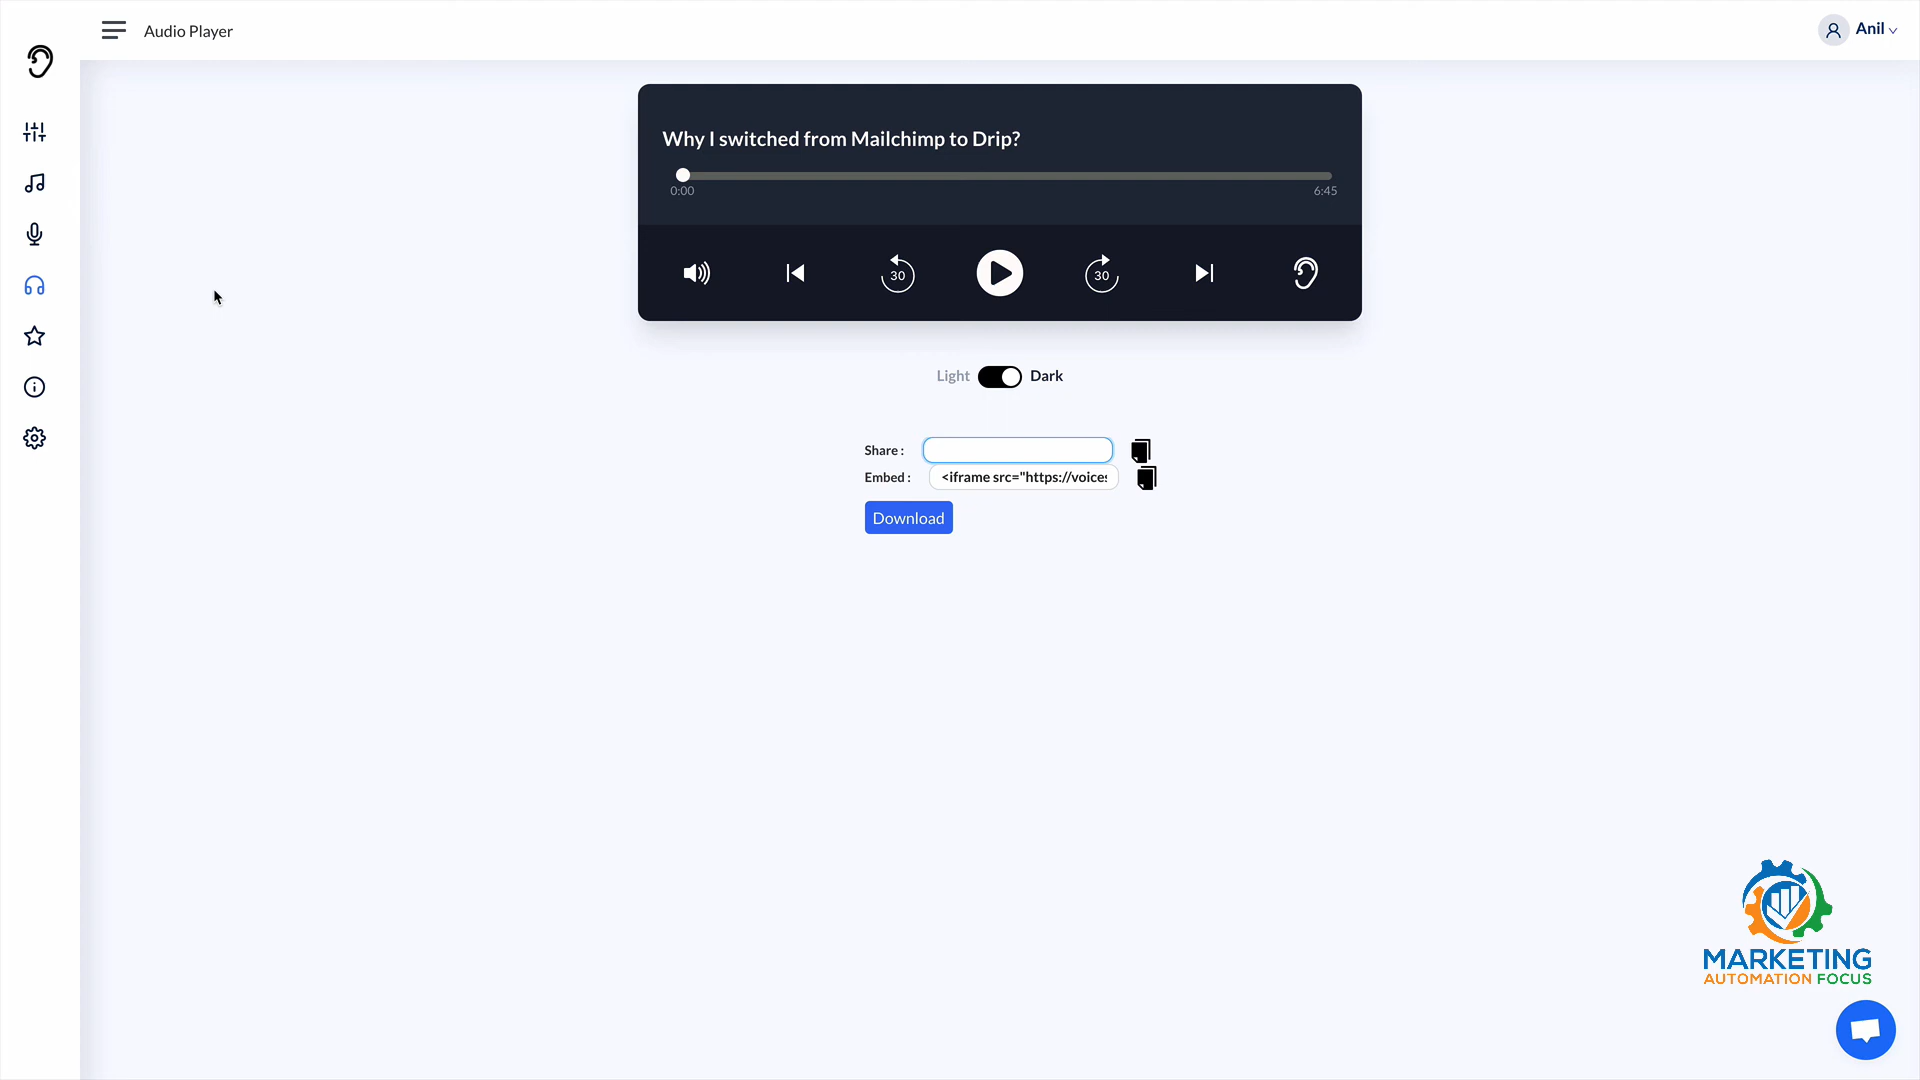 Audio Player
Anil
Why I switched from Mailchimp to Drip?
0:00
6:45
30
30
Light
Dark
Share :
Embed :
<iframe src="https://voices
Download
MARKETING
AUTOMATION FOCUS